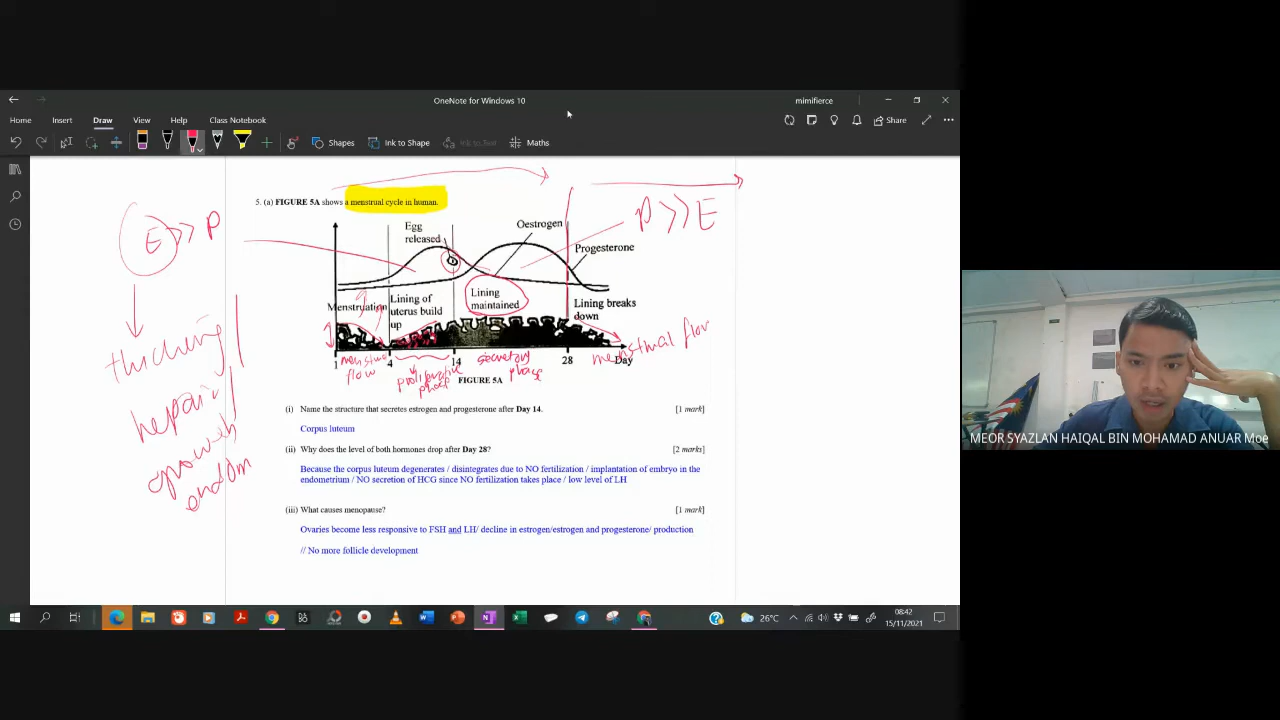 OneNote for Windows 10
mimifierce
Home Insert Draw View Help Class Notebook
Share
Shapes Ink to Shape Ink to Text Maths
5. (a) FIGURE 5A shows a menstrual cycle in human.
E >> P
P >> E
Egg
released
Oestrogen
Progesterone
Menstruation
Lining of
uterus build
up
Lining
maintained
Lining breaks
down
1 4 14 28 Day
menstrual flow
menstrual
flow
proliferative
phase
secretory
phase
FIGURE 5A
thickening
repair
growth
endom
(i) Name the structure that secretes estrogen and progesterone after Day 14. [1 mark]
Corpus luteum
(ii) Why does the level of both hormones drop after Day 28? [2 marks]
Because the corpus luteum degenerates / disintegrates due to NO fertilization / implantation of embryo in the
endometrium / NO secretion of HCG since NO fertilization takes place / low level of LH
(iii) What causes menopause? [1 mark]
Ovaries become less responsive to FSH and LH/ decline in estrogen/estrogen and progesterone/ production
// No more follicle development
MEOR SYAZLAN HAIQAL BIN MOHAMAD ANUAR Moe
26°C
08:42
15/11/2021